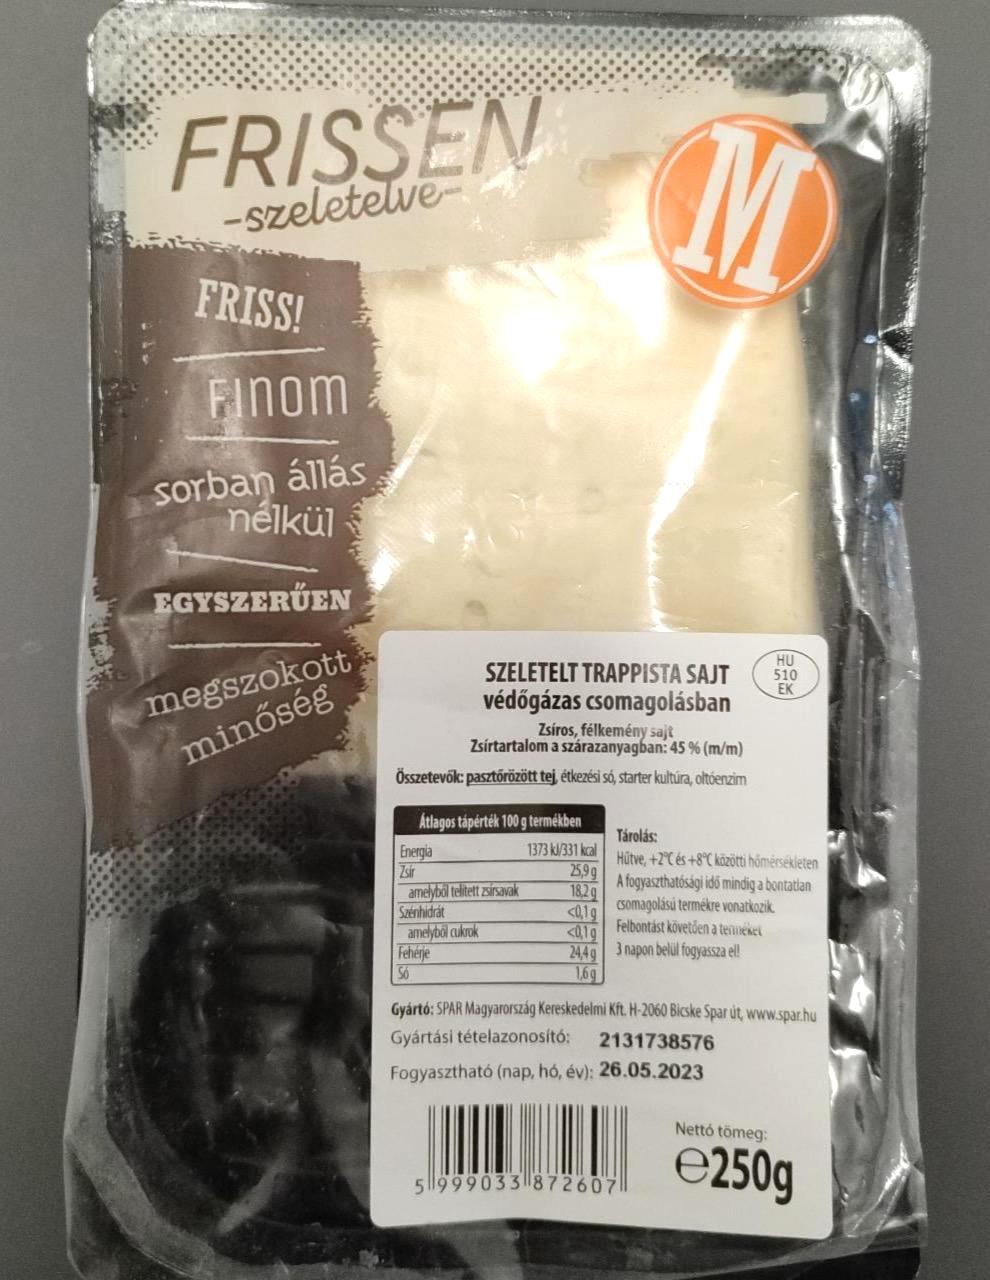 FRISSEN
-szeletelve-
M
FRISS!
FINOM
sorban állás
nélkül
EGYSZERŰEN
megszokott
minőség
SZELETELT TRAPPISTA SAJT
védőgázas csomagolásban
HU
510
EK
Zsíros, félkemény sajt
Zsírtartalom a szárazanyagban: 45 % (m/m)
Összetevők: pasztőrözött tej, étkezési só, starter kultúra, oltóenzim
Átlagos tápérték 100 g termékben
Energia 1373 kJ/331 kcal
Zsír 25,9 g
amelyből telített zsírsavak 18,2 g
Szénhidrát <0,1 g
amelyből cukrok <0,1 g
Fehérje 24,4 g
Só 1,6 g
Tárolás:
Hűtve, +2°C és +8°C közötti hőmérsékleten
A fogyaszthatósági idő mindig a bontatlan
csomagolású termékre vonatkozik.
Felbontást követően a terméket
3 napon belül fogyassza el!
Gyártó: SPAR Magyarország Kereskedelmi Kft. H-2060 Bicske Spar út, www.spar.hu
Gyártási tételazonosító: 2131738576
Fogyasztható (nap, hó, év): 26.05.2023
5 999033 872607
Nettó tömeg:
℮250g